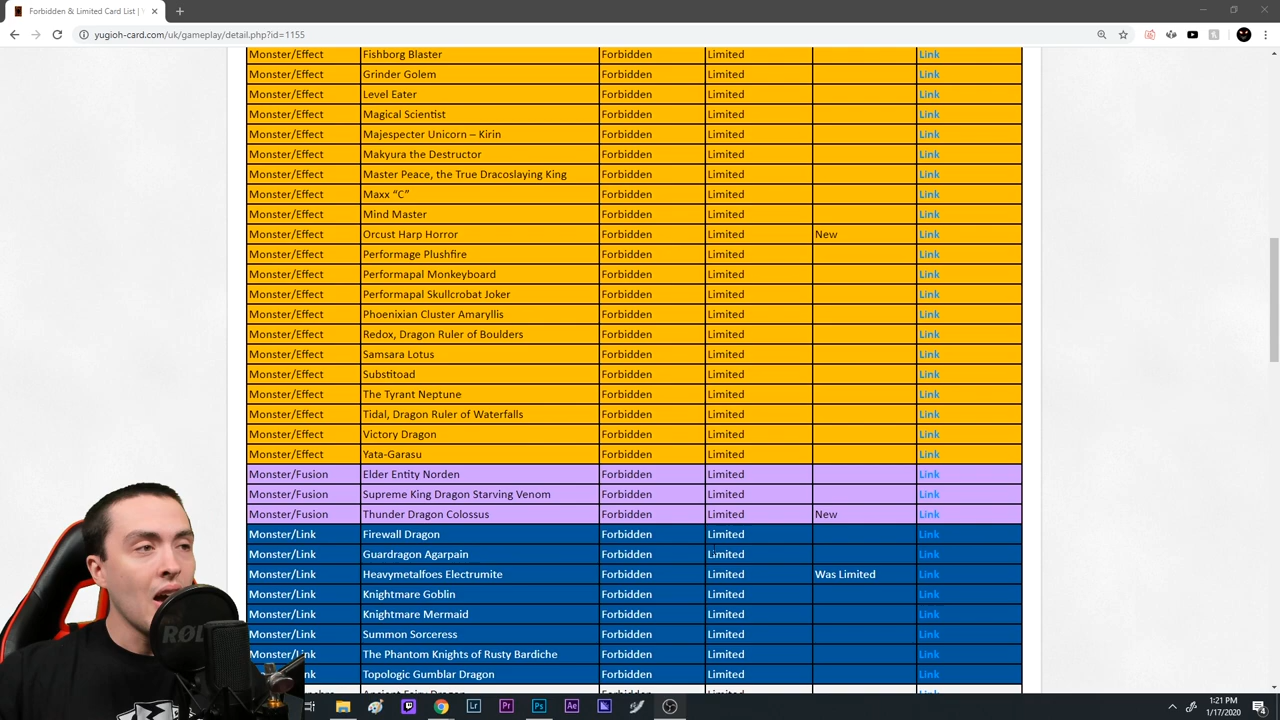 Forbidden & Limited Card List | Y
yugioh-card.com/uk/gameplay/detail.php?id=1155
Monster/Effect Fishborg Blaster Forbidden Limited Link
Monster/Effect Grinder Golem Forbidden Limited Link
Monster/Effect Level Eater Forbidden Limited Link
Monster/Effect Magical Scientist Forbidden Limited Link
Monster/Effect Majespecter Unicorn – Kirin Forbidden Limited Link
Monster/Effect Makyura the Destructor Forbidden Limited Link
Monster/Effect Master Peace, the True Dracoslaying King Forbidden Limited Link
Monster/Effect Maxx “C” Forbidden Limited Link
Monster/Effect Mind Master Forbidden Limited Link
Monster/Effect Orcust Harp Horror Forbidden Limited New Link
Monster/Effect Performage Plushfire Forbidden Limited Link
Monster/Effect Performapal Monkeyboard Forbidden Limited Link
Monster/Effect Performapal Skullcrobat Joker Forbidden Limited Link
Monster/Effect Phoenixian Cluster Amaryllis Forbidden Limited Link
Monster/Effect Redox, Dragon Ruler of Boulders Forbidden Limited Link
Monster/Effect Samsara Lotus Forbidden Limited Link
Monster/Effect Substitoad Forbidden Limited Link
Monster/Effect The Tyrant Neptune Forbidden Limited Link
Monster/Effect Tidal, Dragon Ruler of Waterfalls Forbidden Limited Link
Monster/Effect Victory Dragon Forbidden Limited Link
Monster/Effect Yata-Garasu Forbidden Limited Link
Monster/Fusion Elder Entity Norden Forbidden Limited Link
Monster/Fusion Supreme King Dragon Starving Venom Forbidden Limited Link
Monster/Fusion Thunder Dragon Colossus Forbidden Limited New Link
Monster/Link Firewall Dragon Forbidden Limited Link
Monster/Link Guardragon Agarpain Forbidden Limited Link
Monster/Link Heavymetalfoes Electrumite Forbidden Limited Was Limited Link
Monster/Link Knightmare Goblin Forbidden Limited Link
Monster/Link Knightmare Mermaid Forbidden Limited Link
Monster/Link Summon Sorceress Forbidden Limited Link
Monster/Link The Phantom Knights of Rusty Bardiche Forbidden Limited Link
Monster/Link Topologic Gumblar Dragon Forbidden Limited Link
Ancient Fairy Dragon Forbidden Limited Link
RØDE
Lr Pr Ps Ae
1:21 PM
1/17/2020
4